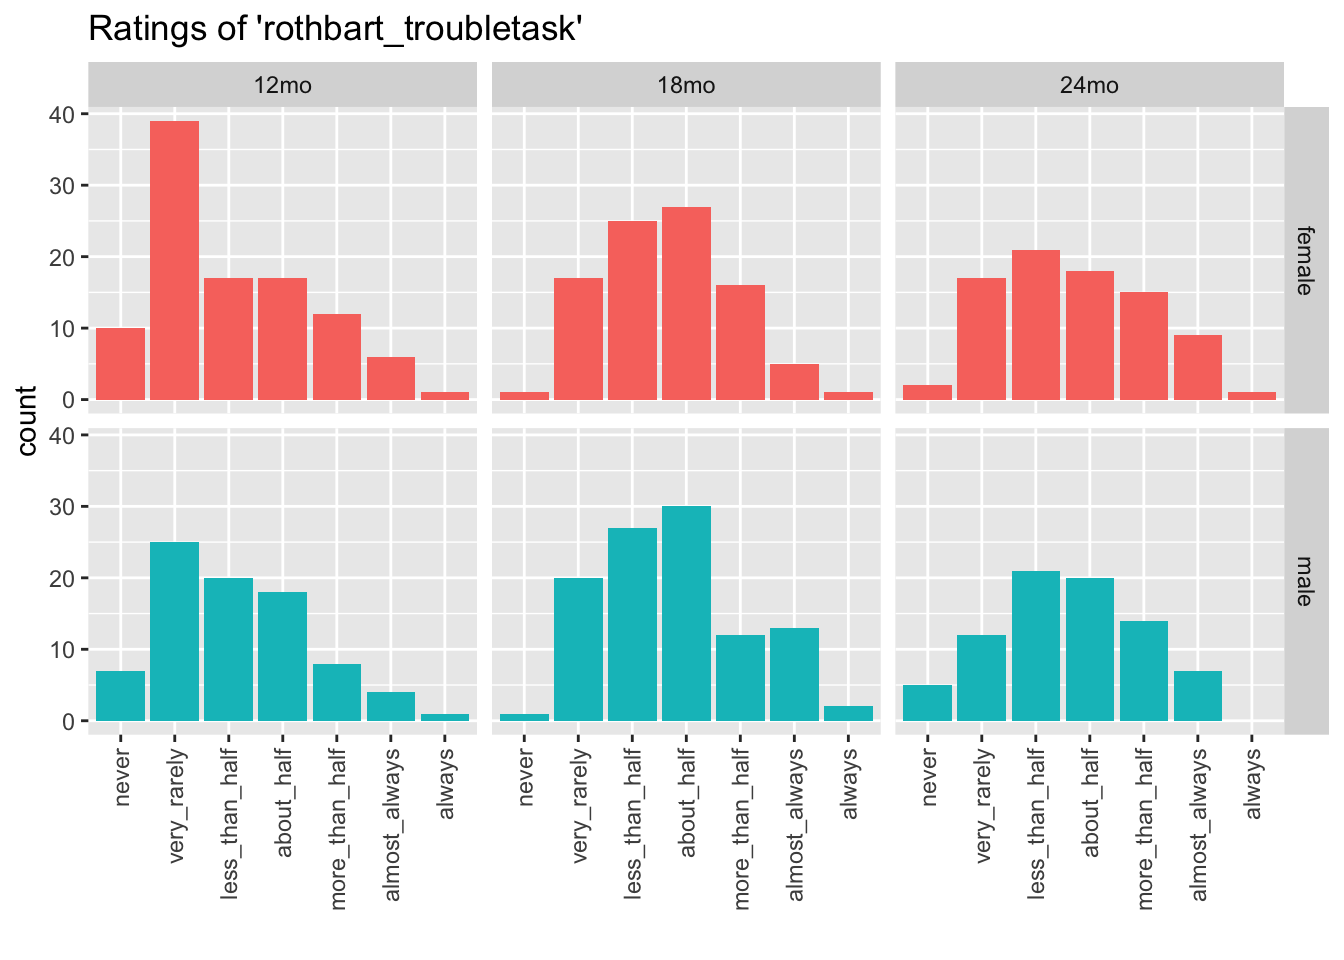 Ratings of 'rothbart_troubletask'
12mo 18mo 24mo
40
30
20
10
0
female
count
40
30
20
10
0
male
never very_rarely less_than_half about_half more_than_half almost_always always
never very_rarely less_than_half about_half more_than_half almost_always always
never very_rarely less_than_half about_half more_than_half almost_always always